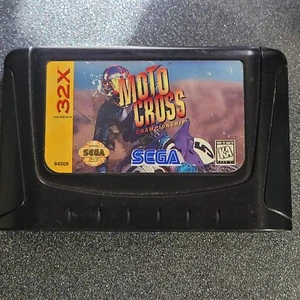 32X
MOTO
CROSS
CHAMPIONSHIP
SEGA
SEGA
84508
K-A